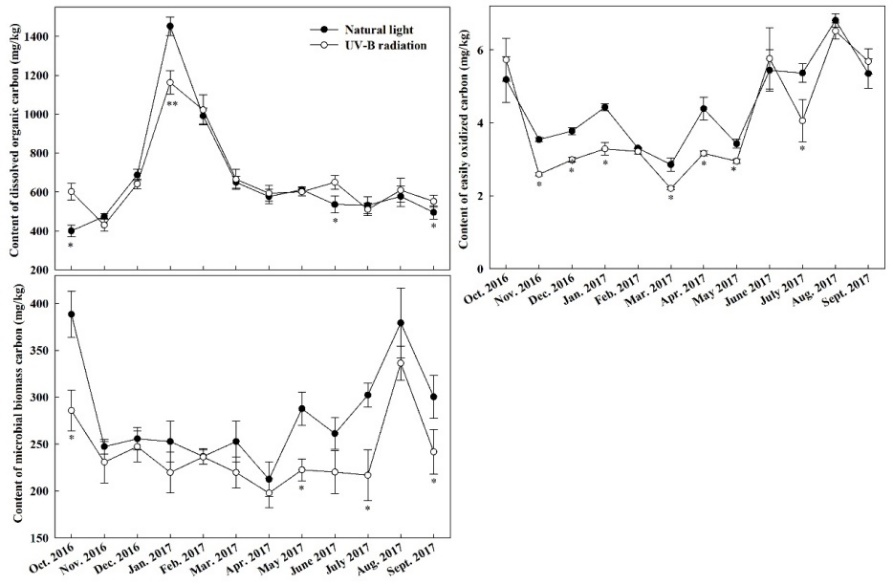 Content of dissolved organic carbon (mg/kg)
1400
1200
1000
800
600
400
200
Natural light
UV-B radiation
*
**
*
*
Content of easily oxidized carbon (mg/kg)
6
4
2
0
*
*
*
*
*
*
*
Oct. 2016
Nov. 2016
Dec. 2016
Jan. 2017
Feb. 2017
Mar. 2017
Apr. 2017
May 2017
June 2017
July 2017
Aug. 2017
Sept. 2017
Content of microbial biomass carbon (mg/kg)
400
350
300
250
200
150
*
*
*
*
Oct. 2016
Nov. 2016
Dec. 2016
Jan. 2017
Feb. 2017
Mar. 2017
Apr. 2017
May 2017
June 2017
July 2017
Aug. 2017
Sept. 2017